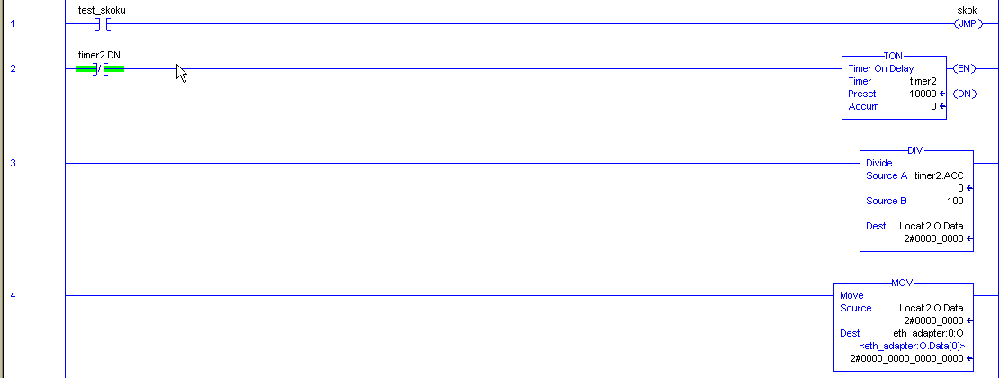 test_skoku skok
1 (JMP)
timer2.DN
2 TON
Timer On Delay (EN)
Timer timer2
Preset 10000 (DN)
Accum 0
3 DIV
Divide
Source A timer2.ACC
0
Source B 100
Dest Local:2:O.Data
2#0000_0000
4 MOV
Move
Source Local:2:O.Data
2#0000_0000
Dest eth_adapter:0:O
<eth_adapter:O.Data[0]>
2#0000_0000_0000_0000